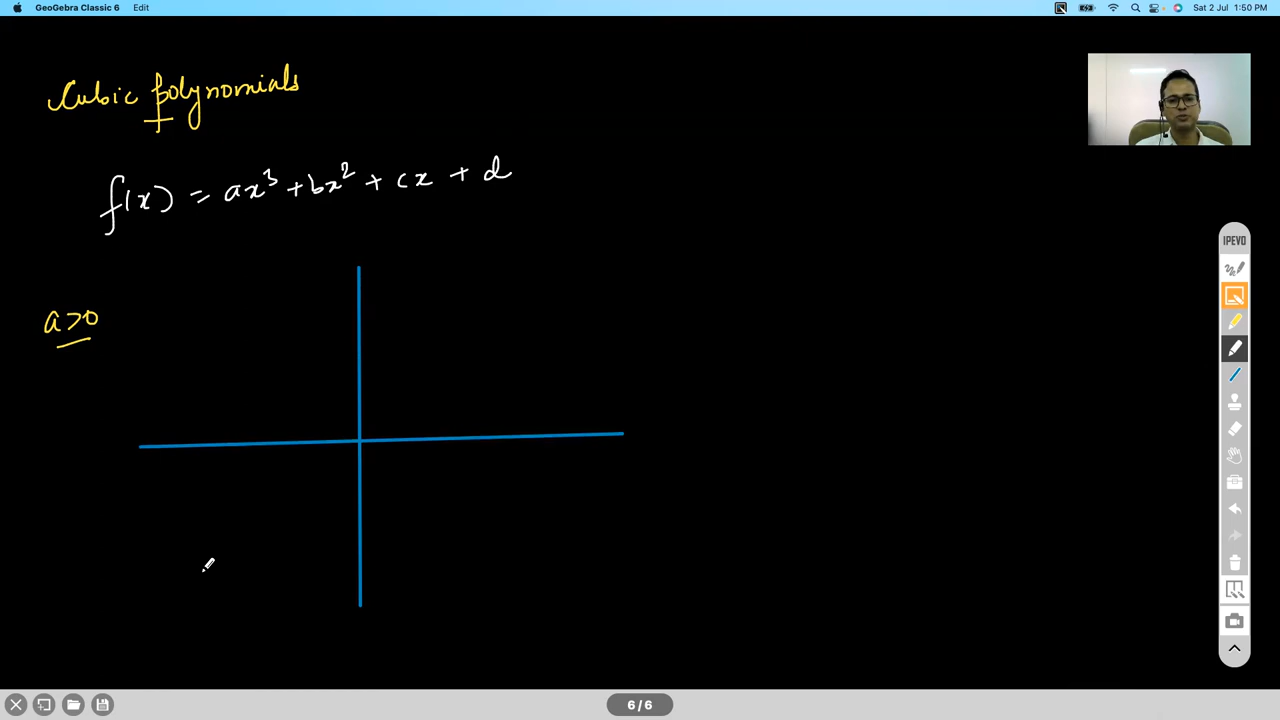 GeoGebra Classic 6 Edit Sat 2 Jul 1:50 PM
Cubic polynomials
f(x) = ax³ + bx² + cx + d
IPEVO
a>0
6 / 6